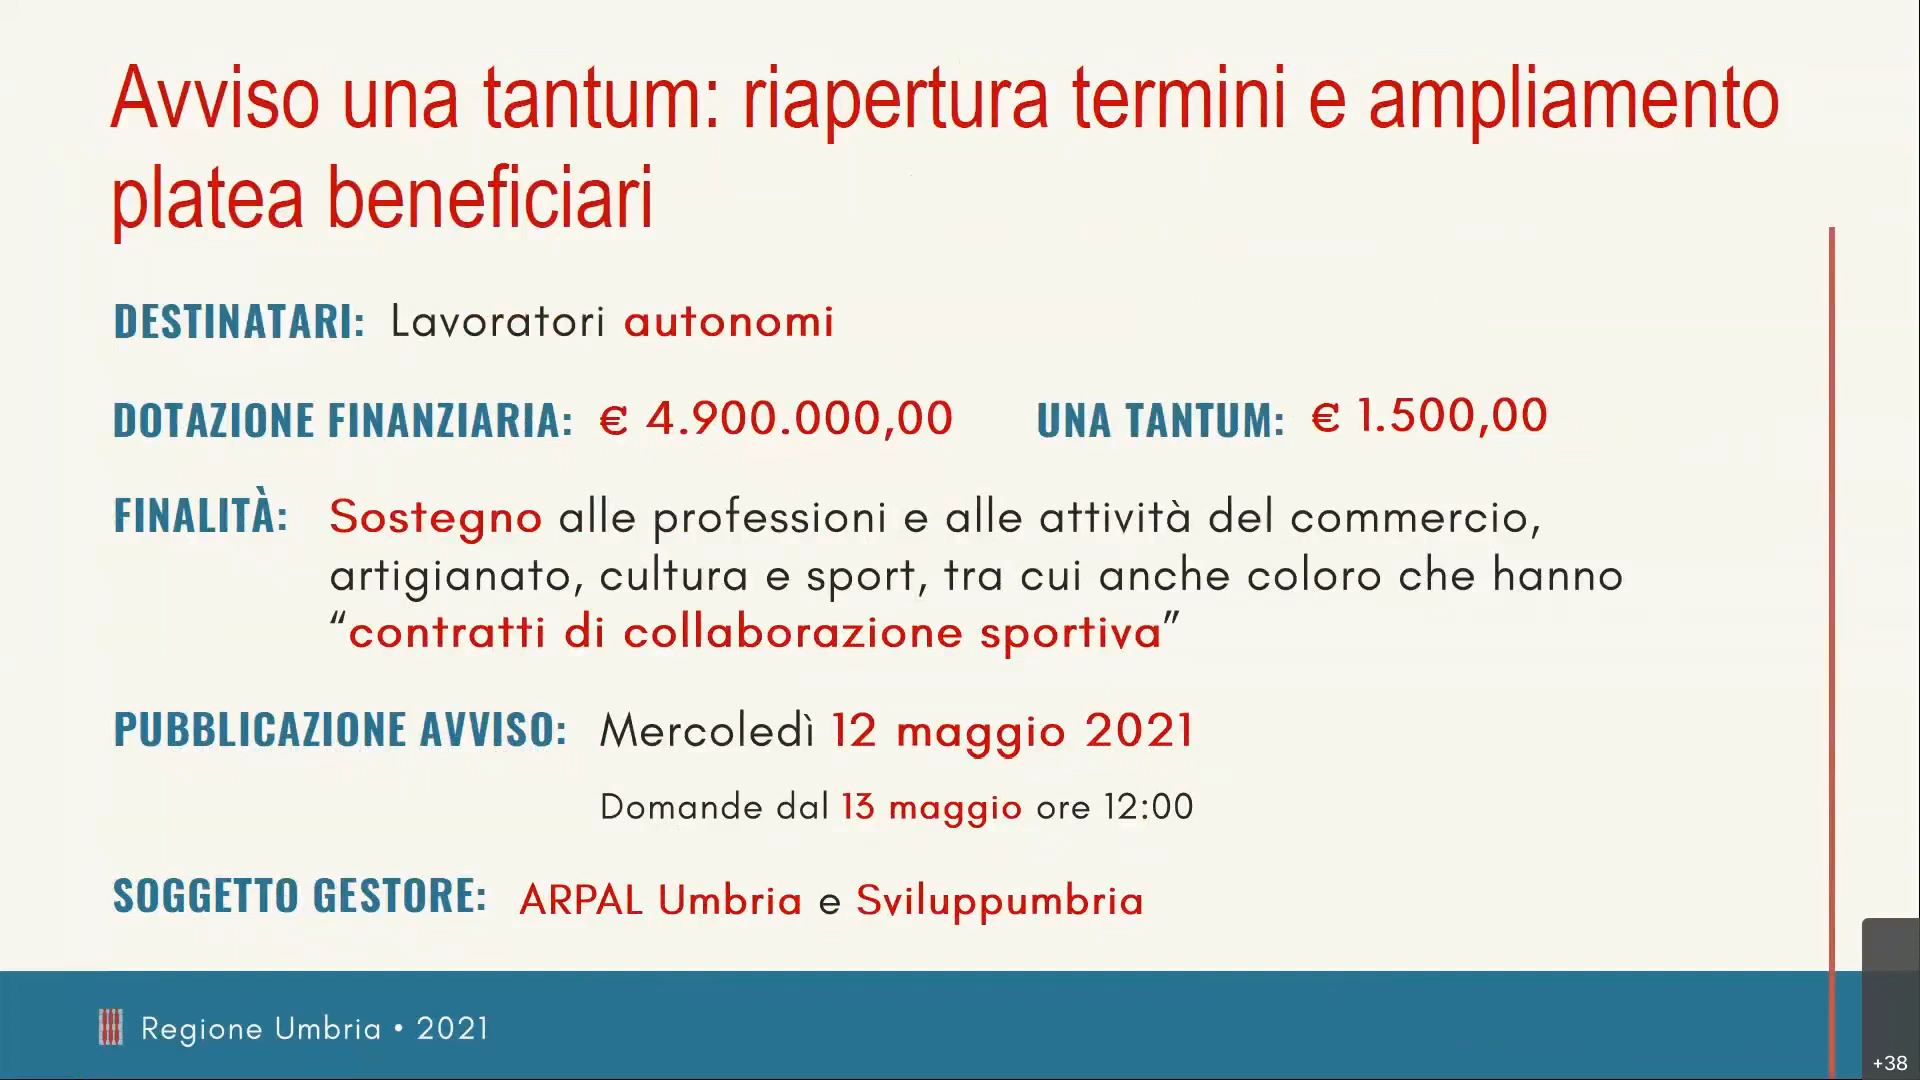 Avviso una tantum: riapertura termini e ampliamento
platea beneficiari
DESTINATARI: Lavoratori autonomi
DOTAZIONE FINANZIARIA: € 4.900.000,00 UNA TANTUM: € 1.500,00
FINALITÀ: Sostegno alle professioni e alle attività del commercio,
artigianato, cultura e sport, tra cui anche coloro che hanno
“contratti di collaborazione sportiva”
PUBBLICAZIONE AVVISO: Mercoledì 12 maggio 2021
Domande dal 13 maggio ore 12:00
SOGGETTO GESTORE: ARPAL Umbria e Sviluppumbria
Regione Umbria • 2021
+38